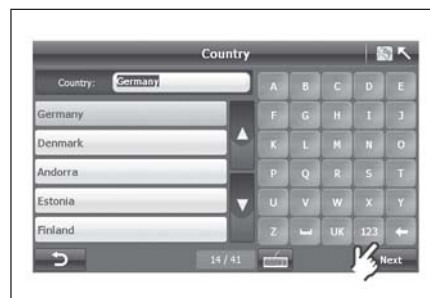 Country
Country: Germany
Germany
Denmark
Andorra
Estonia
Finland
14 / 41
A B C D E
F G H I J
K L M N O
P Q R S T
U V W X Y
Z UK 123
Next